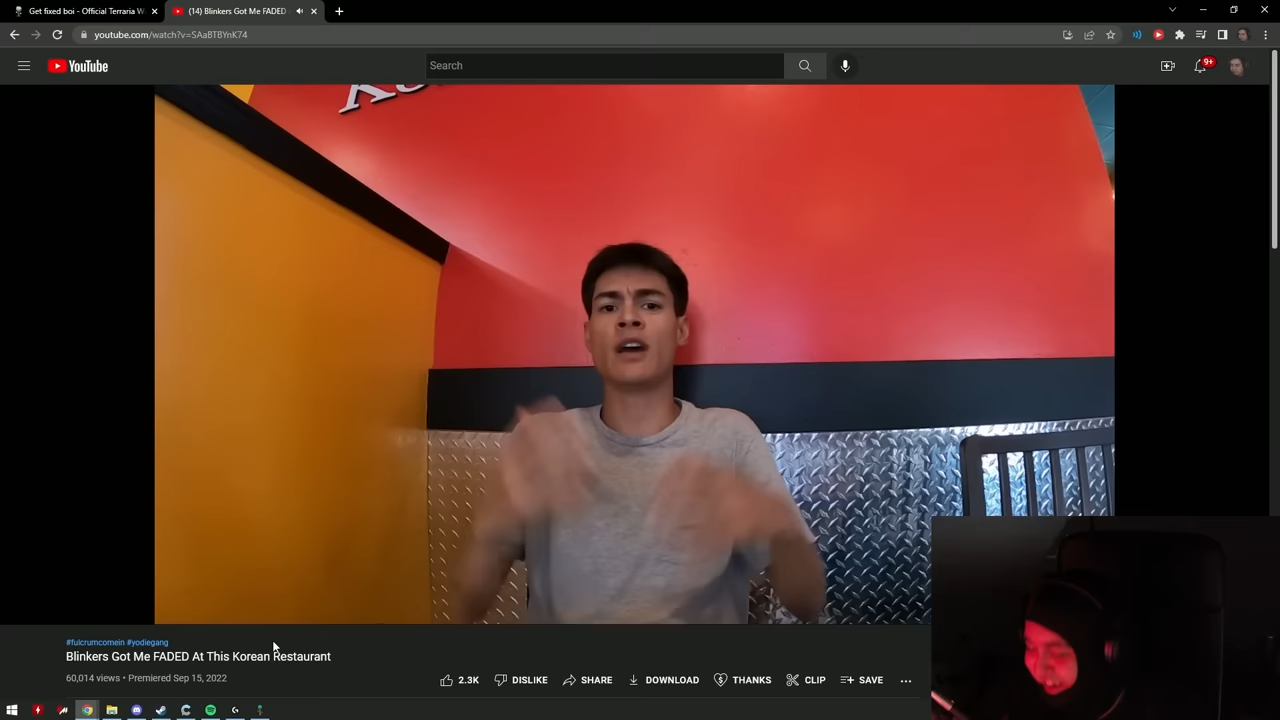 Get fixed boi - Official Terraria W
(14) Blinkers Got Me FADED
youtube.com/watch?v=SAaBTBYnK74
YouTube
Search
9+
#fulcrumcomein #yodiegang
Blinkers Got Me FADED At This Korean Restaurant
60,014 views • Premiered Sep 15, 2022
2.3K
DISLIKE
SHARE
DOWNLOAD
THANKS
CLIP
SAVE